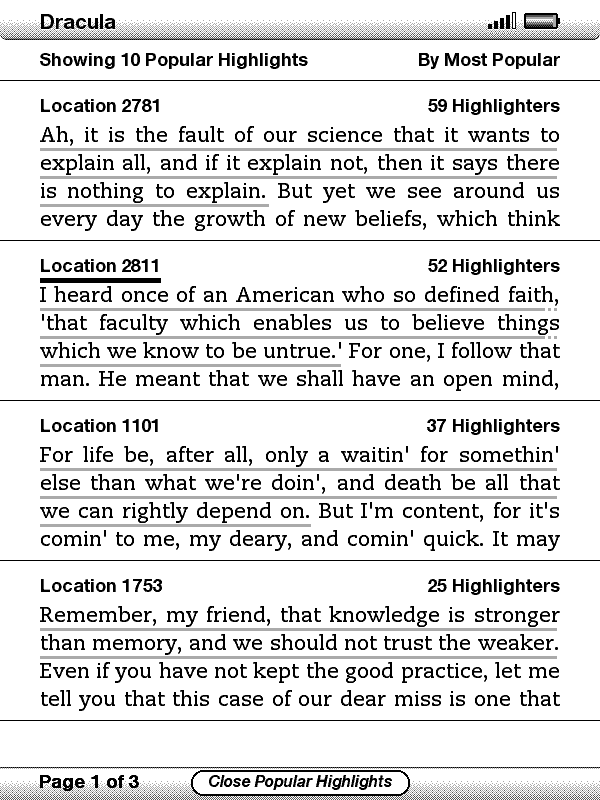 Dracula
Showing 10 Popular Highlights By Most Popular
Location 2781 59 Highlighters
Ah, it is the fault of our science that it wants to
explain all, and if it explain not, then it says there
is nothing to explain. But yet we see around us
every day the growth of new beliefs, which think
Location 2811 52 Highlighters
I heard once of an American who so defined faith,
'that faculty which enables us to believe things
which we know to be untrue.' For one, I follow that
man. He meant that we shall have an open mind,
Location 1101 37 Highlighters
For life be, after all, only a waitin' for somethin'
else than what we're doin', and death be all that
we can rightly depend on. But I'm content, for it's
comin' to me, my deary, and comin' quick. It may
Location 1753 25 Highlighters
Remember, my friend, that knowledge is stronger
than memory, and we should not trust the weaker.
Even if you have not kept the good practice, let me
tell you that this case of our dear miss is one that
Page 1 of 3 Close Popular Highlights